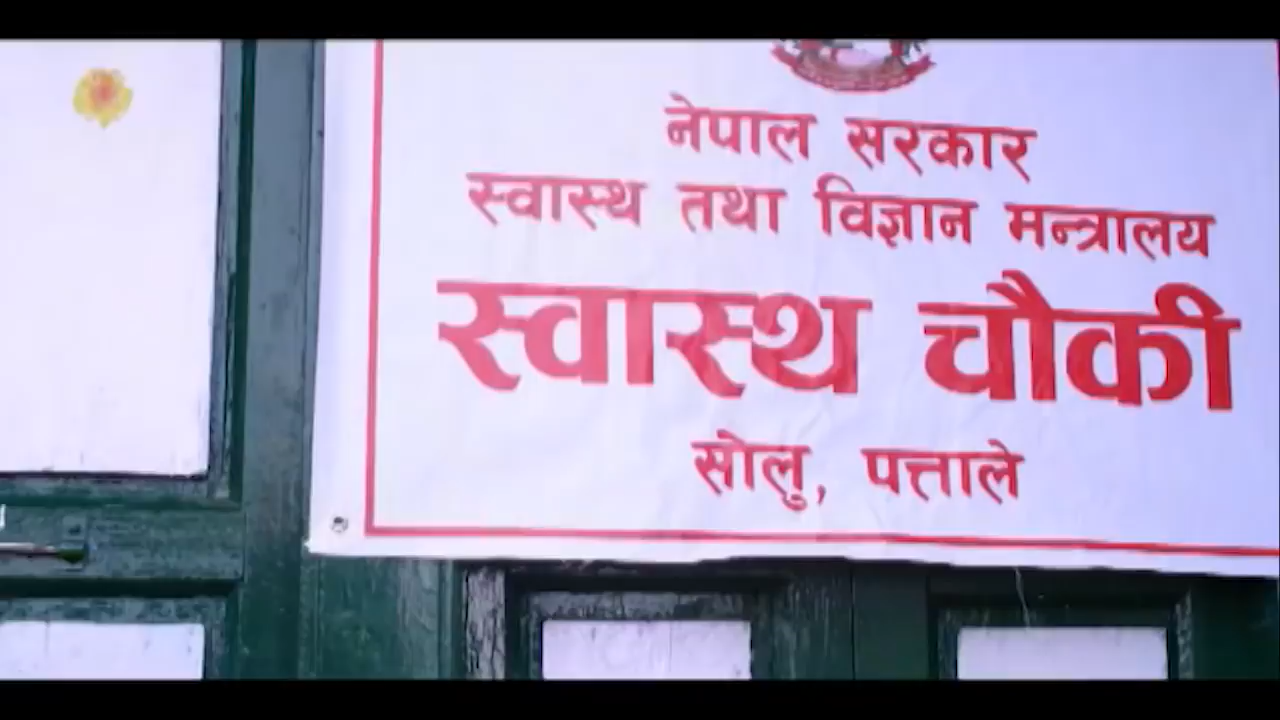 नेपाल सरकार
स्वास्थ तथा विज्ञान मन्त्रालय
स्वास्थ चौकी
सोलु, पत्ताले